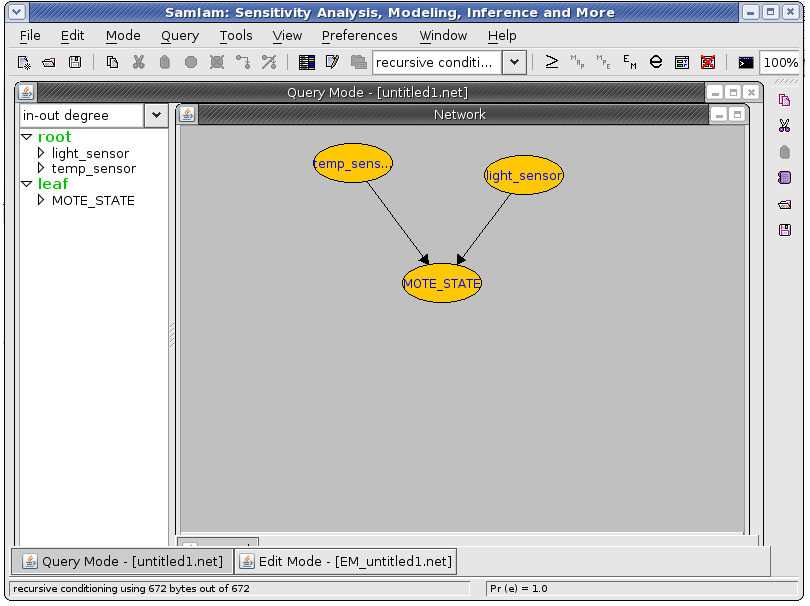 SamIam: Sensitivity Analysis, Modeling, Inference and More
File Edit Mode Query Tools View Preferences Window Help
recursive conditi... MRP MPE EM 100%
Query Mode - [untitled1.net]
in-out degree
Network
root
light_sensor
temp_sensor
leaf
MOTE_STATE
temp_sens...
light_sensor
MOTE_STATE
Query Mode - [untitled1.net] Edit Mode - [EM_untitled1.net]
recursive conditioning using 672 bytes out of 672 Pr (e) = 1.0